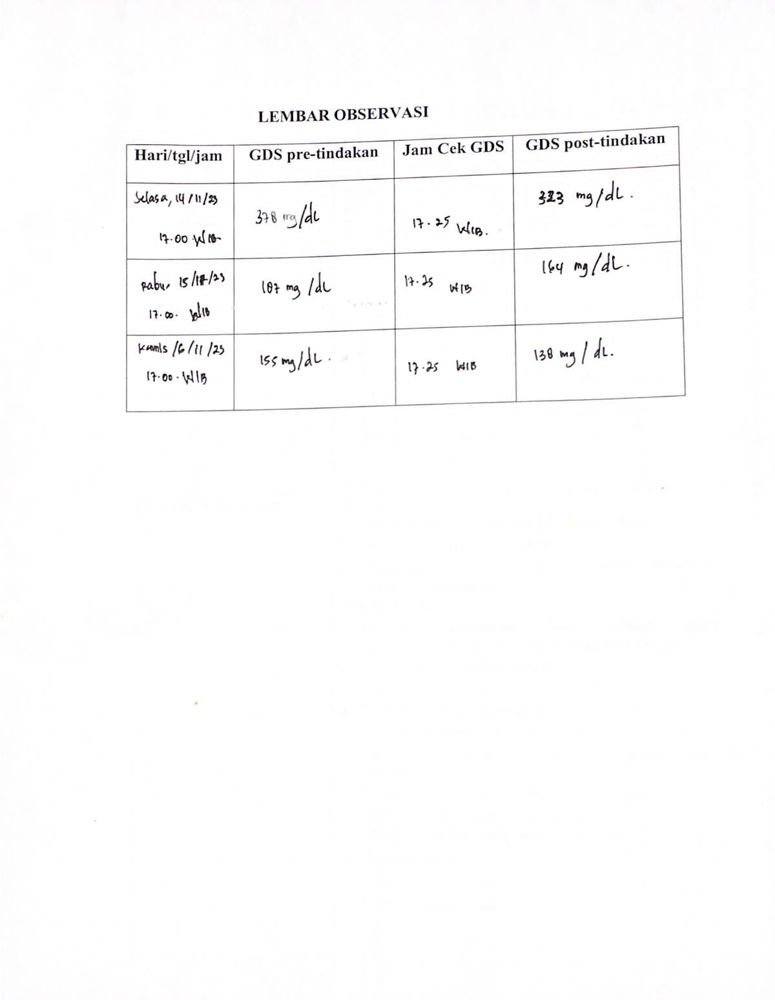 LEMBAR OBSERVASI
Hari/tgl/jam GDS pre-tindakan Jam Cek GDS GDS post-tindakan
Selasa, 14/11/23
17.00 WIB
378 mg/dL
17.25 WIB.
323 mg/dL.
Rabu, 15/11/23
17.00. WIB
187 mg/dL
17.25 WIB
164 mg/dL.
Kamis 16/11/23
17.00. WIB
155 mg/dL.
17.25 WIB
138 mg/dL.